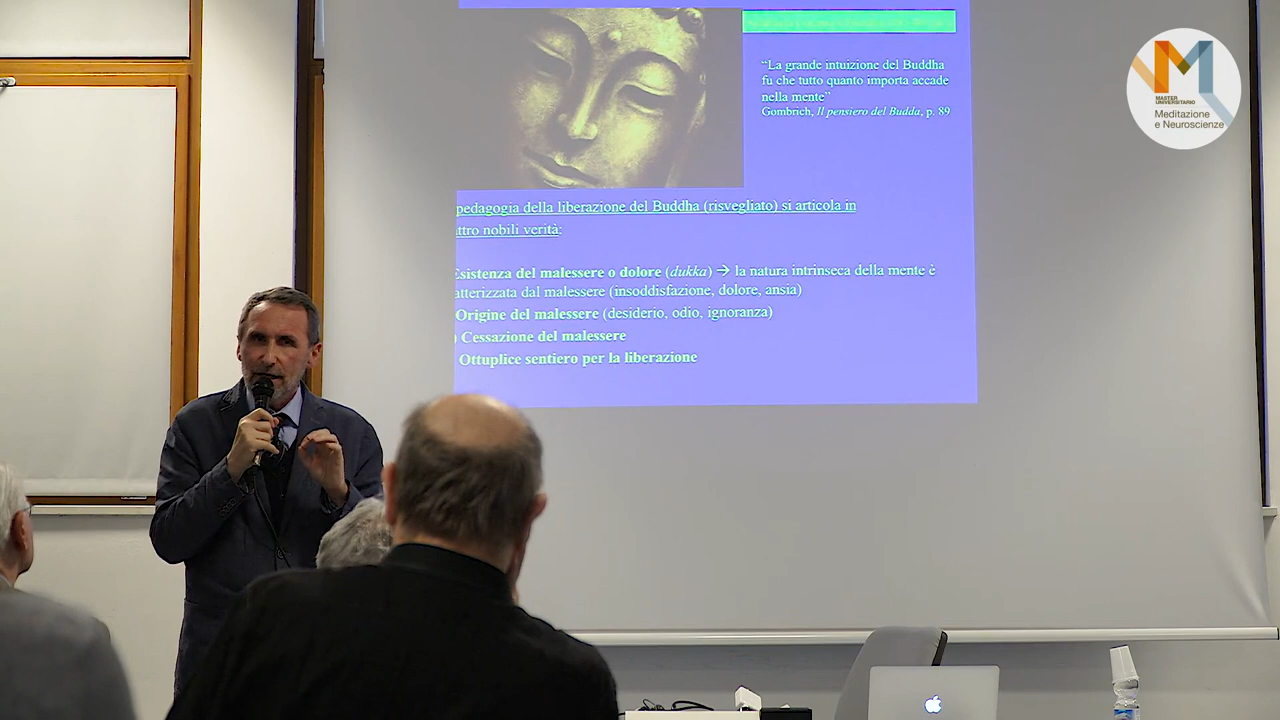 “La grande intuizione del Buddha
fu che tutto quanto importa accade
nella mente”
Gombrich, Il pensiero del Budda, p. 89
pedagogia della liberazione del Buddha (risvegliato) si articola in
attro nobili verità:
Esistenza del malessere o dolore (dukka) → la natura intrinseca della mente è
atterizzata dal malessere (insoddisfazione, dolore, ansia)
Origine del malessere (desiderio, odio, ignoranza)
) Cessazione del malessere
Ottuplice sentiero per la liberazione
MASTER
UNIVERSITARIO
Meditazione
e Neuroscienze